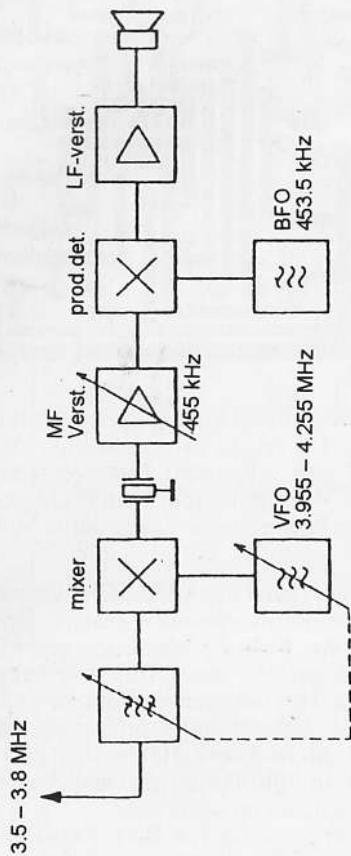 3.5 – 3.8 MHz
mixer
VFO
3.955 – 4.255 MHz
MF
Verst.
455 kHz
prod.det.
BFO
453.5 kHz
LF-verst.